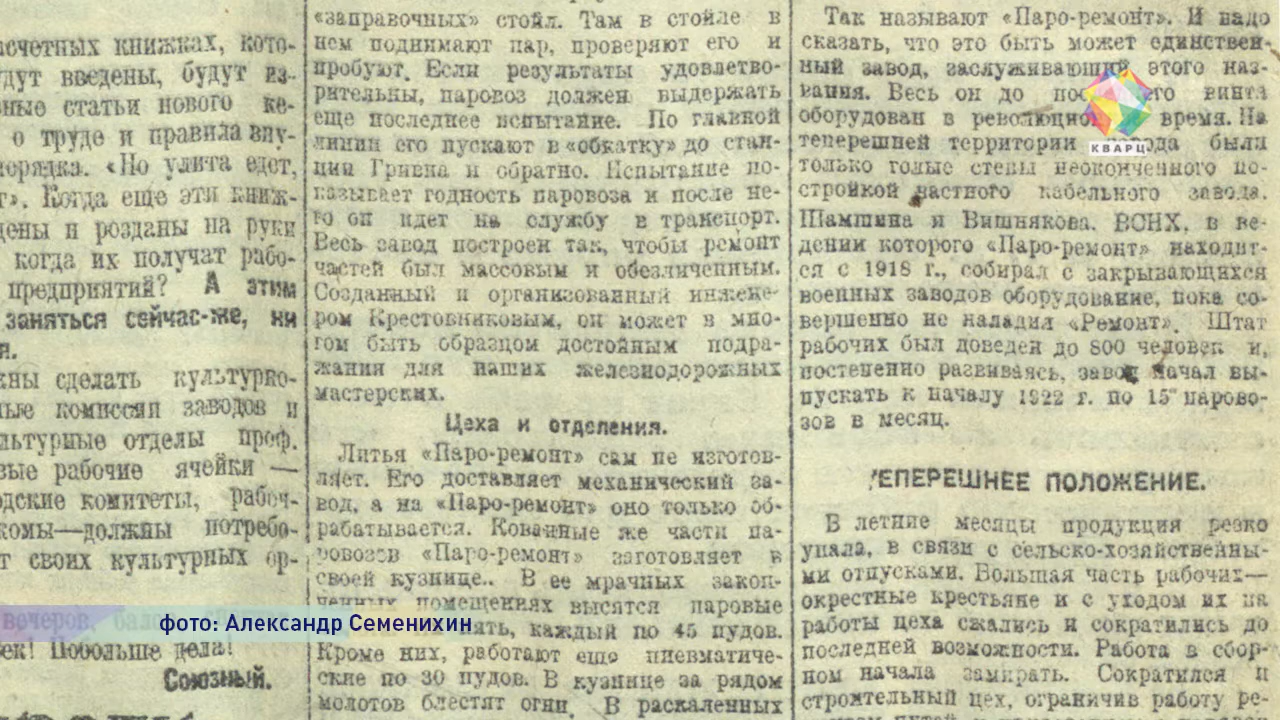 асчетных книжках, кото-
удут введены, будут из-
ные статьи нового ко-
о труде и правила вну-
порядка. «Но улита едет,
Когда еще эти книж-
и розданы на руки
когда их получат рабо-
предприятий? А этим
заняться сейчас-же, ни
жны сделать культурно-
ные комиссии заводов и
льтурные отделы проф.
вые рабочие ячейки —
одские комитеты, рабоч-
комы—должны потребо-
т своих культурных ор-
вечеров,
ек! Побольше дела!
Союзный.
«заправочных» стойл. Там в стойле в
нем поднимают пар, проверяют его и
пробуют. Если результаты удовлетво-
рительны, паровоз должен выдержать
еще последнее испытание. По главной
линии его пускают в «обкатку» до стан-
ции Гривна и обратно. Испытание по-
казывает годность паровоза и после не-
го он идет на службу в транспорт.
Весь завод построен так, чтобы ремонт
частей был массовым и обезличенным.
Созданный и организованный инжене-
ром Крестовниковым, он может в мно-
гом быть образцом достойным подра-
жания для наших железнодорожных
мастерских.
Цеха и отделения.
Литья «Паро-ремонт» сам не изготов-
ляет. Его доставляет механический за-
вод, а на «Паро-ремонт» оно только об-
рабатывается. Кованные же части па-
ровозов «Паро-ремонт» заготовляет в
своей кузнице.. В ее мрачных закоп-
ченных помещениях высятся паровые
пять, каждый по 45 пудов.
Кроме них, работают еще пневматиче-
ские по 30 пудов. В кузнице за рядом
молотов блестят огни. В раскаленных
Так называют «Паро-ремонт». И надо
сказать, что это быть может единствен-
ный завод, заслуживающий этого наз-
вания. Весь он до пос го винта
оборудован в революцио время. На
теперешней территории ода были
только голые стены неоконченного по-
стройкой частного кабельного завода.
Шамшина и Вишнякова. ВСНХ, в ве-
дении которого «Паро-ремонт» находит-
ся с 1918 г., собирал с закрывающихся
военных заводов оборудование, пока со-
вершенно не наладил «Ремонт». Штат
рабочих был доведен до 800 человек и,
постепенно развиваясь, завод начал вы-
пускать к началу 1922 г. по 15 парово-
зов в месяц.
ТЕПЕРЕШНЕЕ ПОЛОЖЕНИЕ.
В летние месяцы продукция резко
упала, в связи с сельско-хозяйственны-
ми отпусками. Большая часть рабочих—
окрестные крестьяне и с уходом их на
работы цеха сжались и сократились до
последней возможности. Работа в сбор-
ном начала замирать. Сократился и
строительный цех, ограничив работу ре-
КВАРЦ
фото: Александр Семенихин